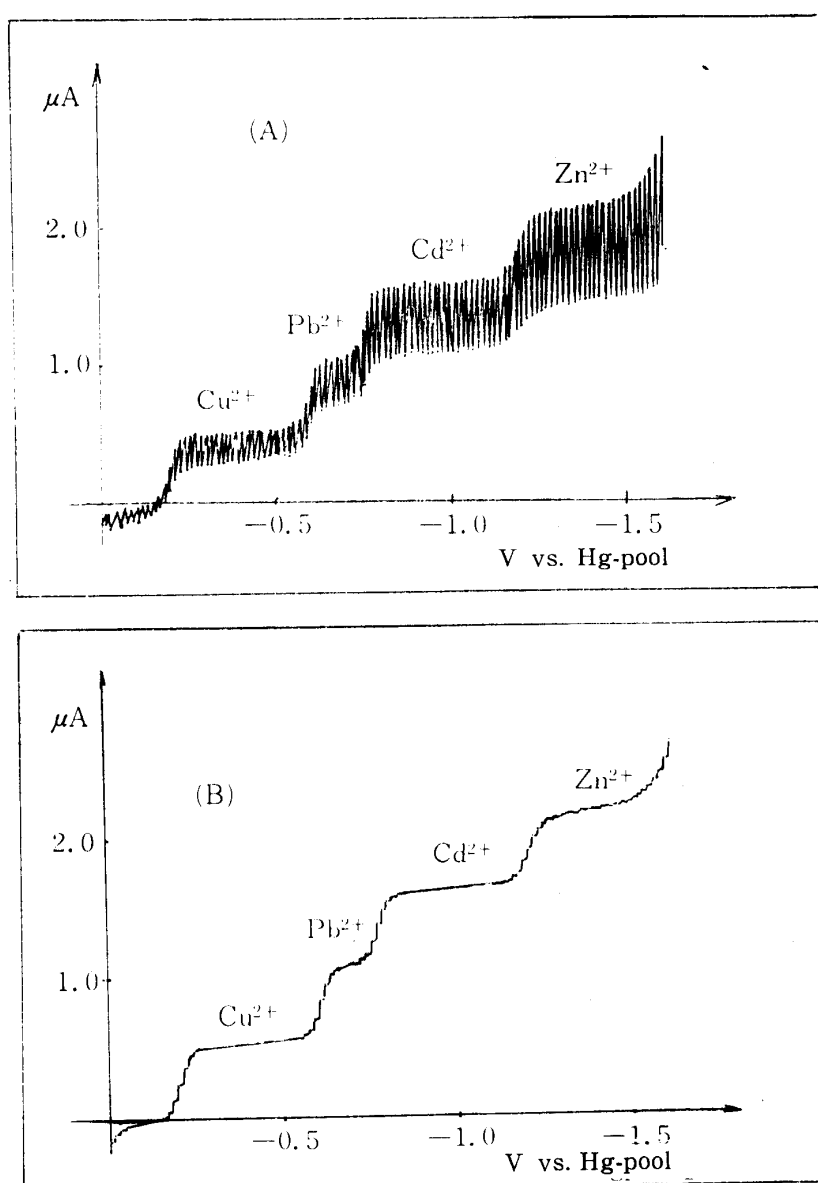 μA
(A)
Zn²⁺
2.0
Cd²⁺
Pb²⁺
1.0
Cu²⁺
−0.5 −1.0 −1.5
V vs. Hg-pool
μA
(B)
Zn²⁺
2.0
Cd²⁺
Pb²⁺
1.0
Cu²⁺
−0.5 −1.0 −1.5
V vs. Hg-pool